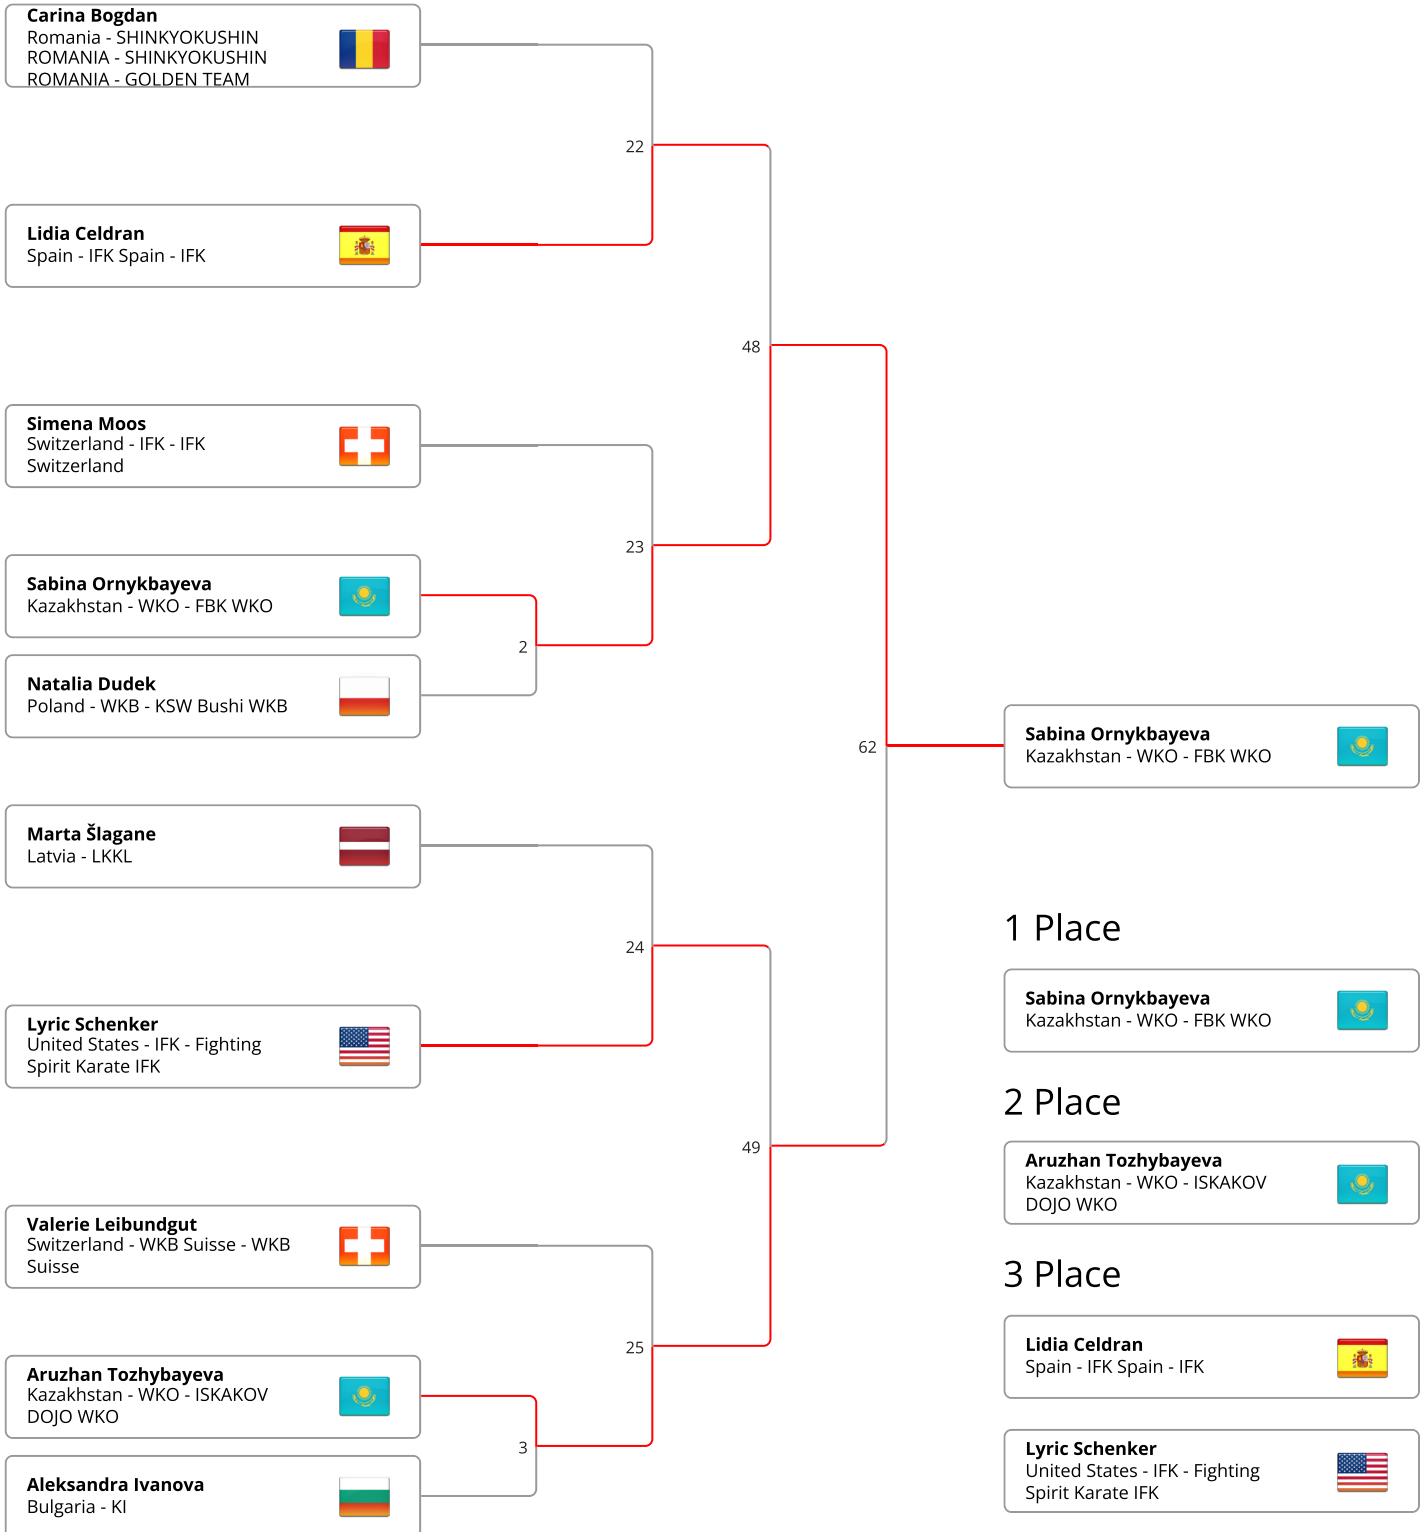 Carina Bogdan
Romania - SHINKYOKUSHIN
ROMANIA - SHINKYOKUSHIN
ROMANIA - GOLDEN TEAM
22
Lidia Celdran
Spain - IFK Spain - IFK
48
Simena Moos
Switzerland - IFK - IFK
Switzerland
23
Sabina Ornykbayeva
Kazakhstan - WKO - FBK WKO
2
Natalia Dudek
Poland - WKB - KSW Bushi WKB
62
Sabina Ornykbayeva
Kazakhstan - WKO - FBK WKO
Marta Šlagane
Latvia - LKKL
24
Lyric Schenker
United States - IFK - Fighting
Spirit Karate IFK
49
Valerie Leibundgut
Switzerland - WKB Suisse - WKB
Suisse
25
Aruzhan Tozhybayeva
Kazakhstan - WKO - ISKAKOV
DOJO WKO
3
Aleksandra Ivanova
Bulgaria - KI
1 Place
Sabina Ornykbayeva
Kazakhstan - WKO - FBK WKO
2 Place
Aruzhan Tozhybayeva
Kazakhstan - WKO - ISKAKOV
DOJO WKO
3 Place
Lidia Celdran
Spain - IFK Spain - IFK
Lyric Schenker
United States - IFK - Fighting
Spirit Karate IFK